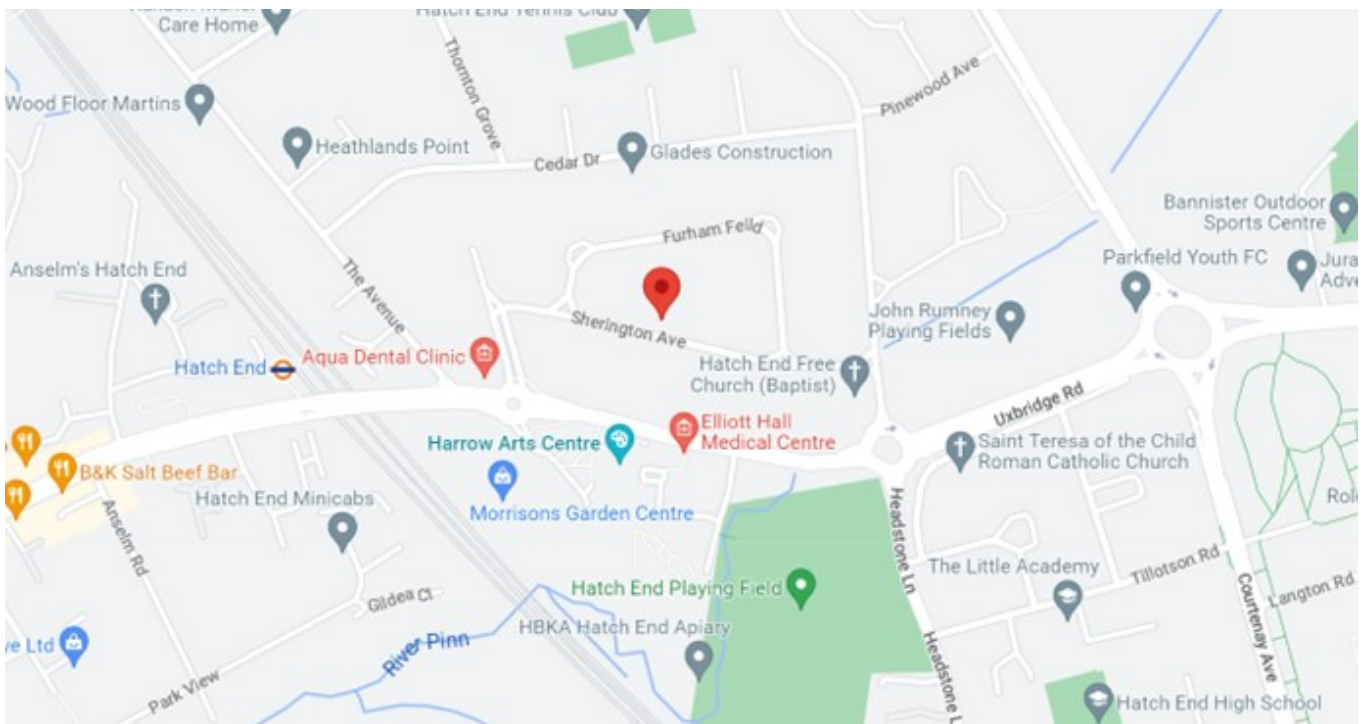 Care Home
Hatch End Tennis Club
Thornton Grove
Pinewood Ave
Wood Floor Martins
Heathlands Point
Cedar Dr
Glades Construction
Bannister Outdoor
Sports Centre
Furham Feild
Parkfield Youth FC
Anselm's Hatch End
The Avenue
Jura
Adve
John Rumney
Playing Fields
Sherington Ave
Hatch End
Aqua Dental Clinic
Hatch End Free
Church (Baptist)
Uxbridge Rd
Elliott Hall
Medical Centre
Harrow Arts Centre
Saint Teresa of the Child
Roman Catholic Church
B&K Salt Beef Bar
Hatch End Minicabs
Morrisons Garden Centre
Anselm Rd
Headstone Ln
The Little Academy
Tillotson Rd
Langton Rd
Courtenay Ave
Gildea Ct
Hatch End Playing Field
HBKA Hatch End Apiary
River Pinn
ve Ltd
Headstone L
Park View
Hatch End High School